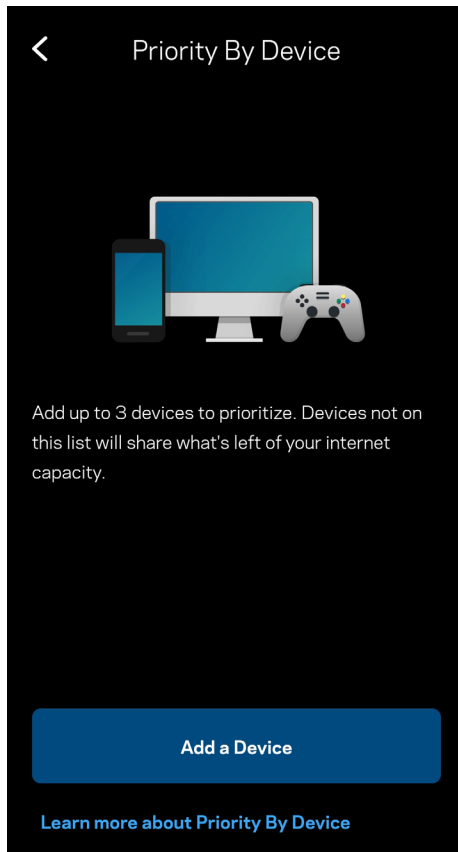 Priority By Device
Add up to 3 devices to prioritize. Devices not on
this list will share what's left of your internet
capacity.
Add a Device
Learn more about Priority By Device